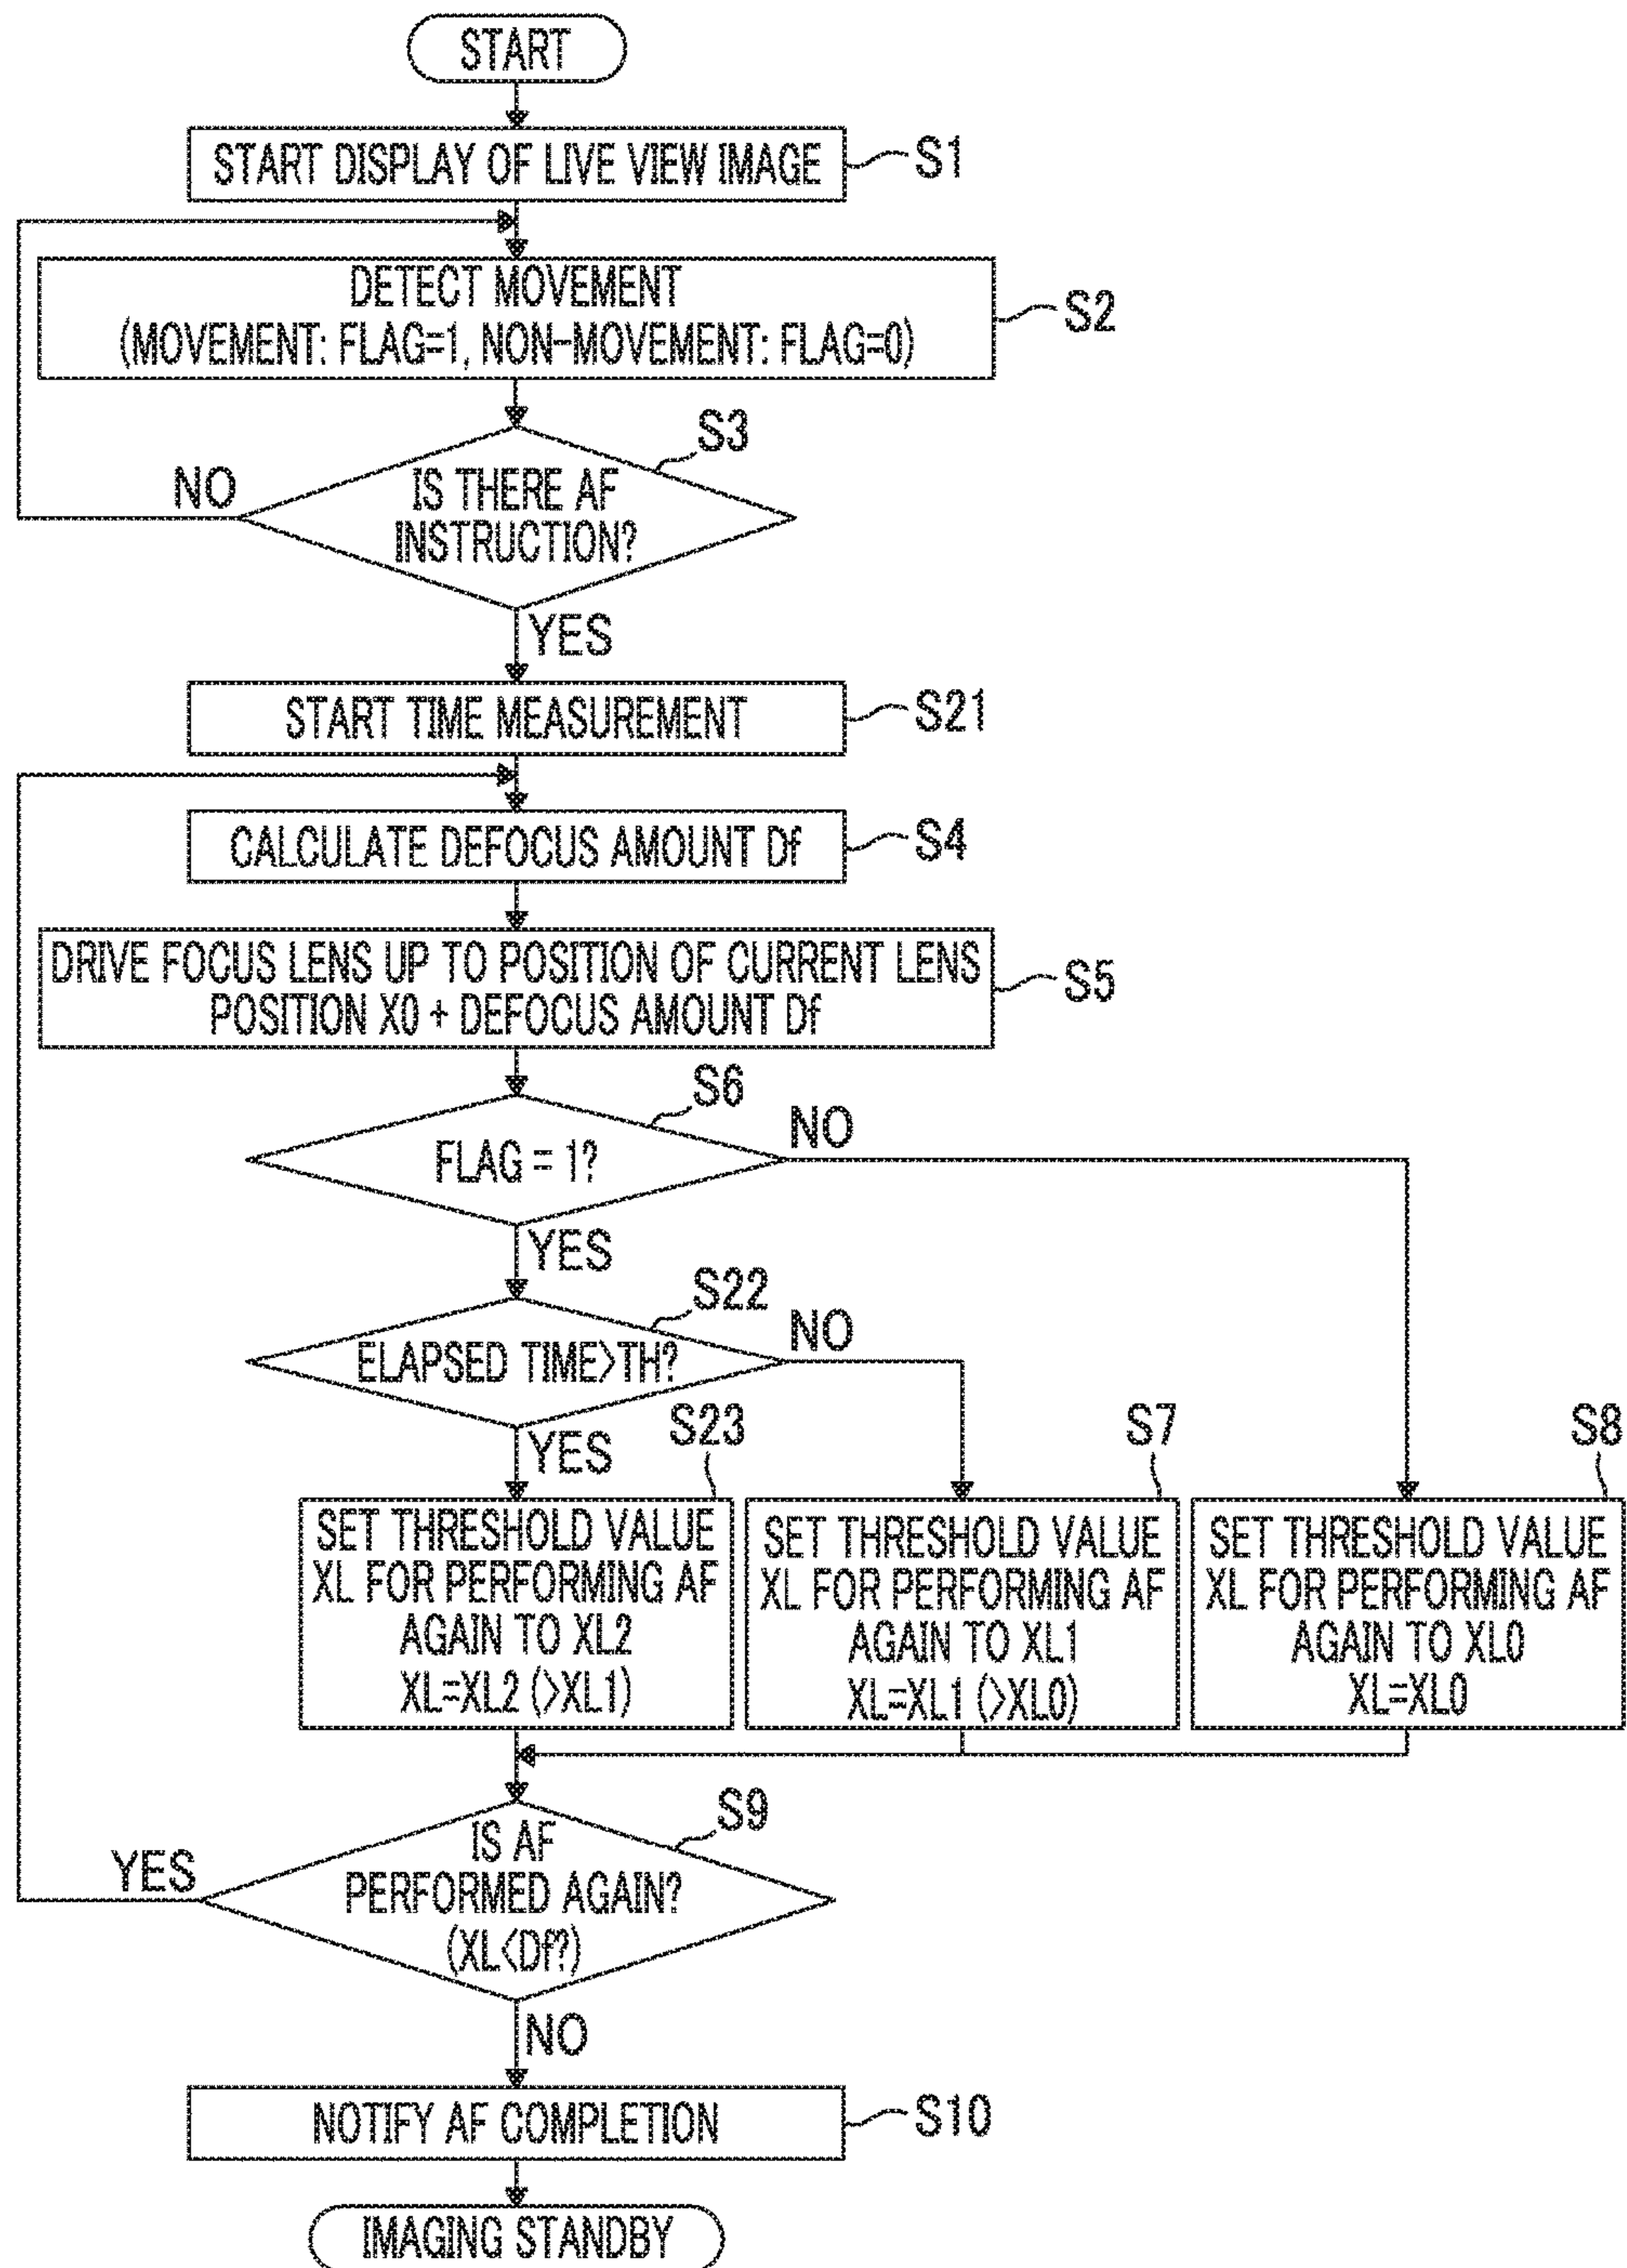 START
START DISPLAY OF LIVE VIEW IMAGE
S1
DETECT MOVEMENT
(MOVEMENT: FLAG=1, NON-MOVEMENT: FLAG=0)
S2
S3
IS THERE AF
INSTRUCTION?
NO
YES
START TIME MEASUREMENT
S21
CALCULATE DEFOCUS AMOUNT Df
S4
DRIVE FOCUS LENS UP TO POSITION OF CURRENT LENS
POSITION X0 + DEFOCUS AMOUNT Df
S5
S6
FLAG = 1?
NO
YES
S22
ELAPSED TIME>TH?
NO
YES
S23
SET THRESHOLD VALUE
XL FOR PERFORMING AF
AGAIN TO XL2
XL=XL2 (>XL1)
S7
SET THRESHOLD VALUE
XL FOR PERFORMING AF
AGAIN TO XL1
XL=XL1 (>XL0)
S8
SET THRESHOLD VALUE
XL FOR PERFORMING AF
AGAIN TO XL0
XL=XL0
S9
IS AF
PERFORMED AGAIN?
(XL<Df?)
YES
NO
NOTIFY AF COMPLETION
S10
IMAGING STANDBY